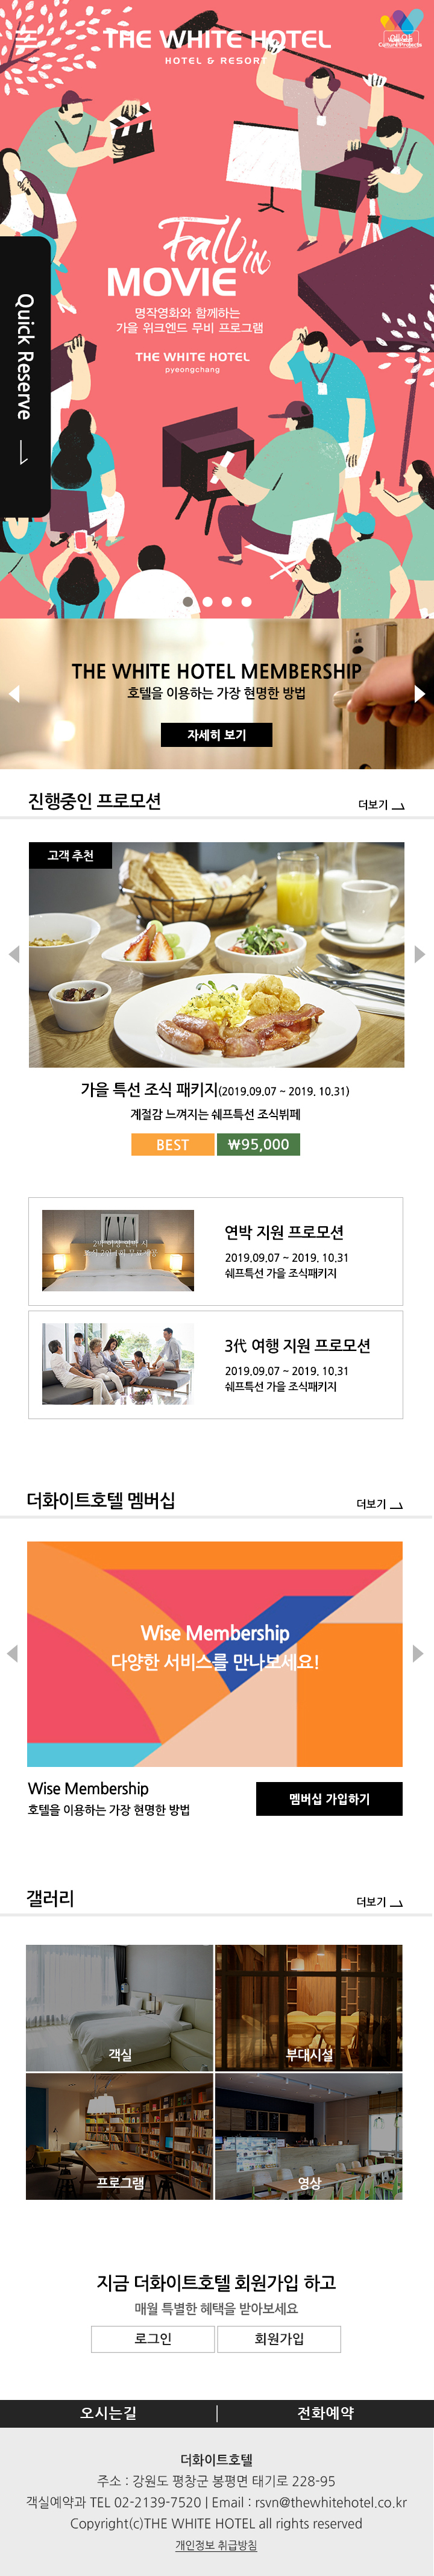 THE WHITE HOTEL
HOTEL & RESORT
예약
Culture Projects
Fall in
MOVIE
명작영화와 함께하는
가을 위크엔드 무비 프로그램
THE WHITE HOTEL
pyeongchang
Quick Reserve
THE WHITE HOTEL MEMBERSHIP
호텔을 이용하는 가장 현명한 방법
자세히 보기
진행중인 프로모션
더보기
고객 추천
가을 특선 조식 패키지(2019.09.07 ~ 2019. 10.31)
계절감 느껴지는 쉐프특선 조식뷔페
BEST
₩95,000
연박 지원 프로모션
2019.09.07 ~ 2019. 10.31
쉐프특선 가을 조식패키지
3代 여행 지원 프로모션
2019.09.07 ~ 2019. 10.31
쉐프특선 가을 조식패키지
더화이트호텔 멤버십
더보기
Wise Membership
다양한 서비스를 만나보세요!
Wise Membership
호텔을 이용하는 가장 현명한 방법
멤버십 가입하기
갤러리
더보기
객실
부대시설
프로그램
영상
지금 더화이트호텔 회원가입 하고
매월 특별한 혜택을 받아보세요
로그인
회원가입
오시는길
전화예약
더화이트호텔
주소 : 강원도 평창군 봉평면 태기로 228-95
객실예약과 TEL 02-2139-7520 | Email : rsvn@thewhitehotel.co.kr
Copyright(c)THE WHITE HOTEL all rights reserved
개인정보 취급방침